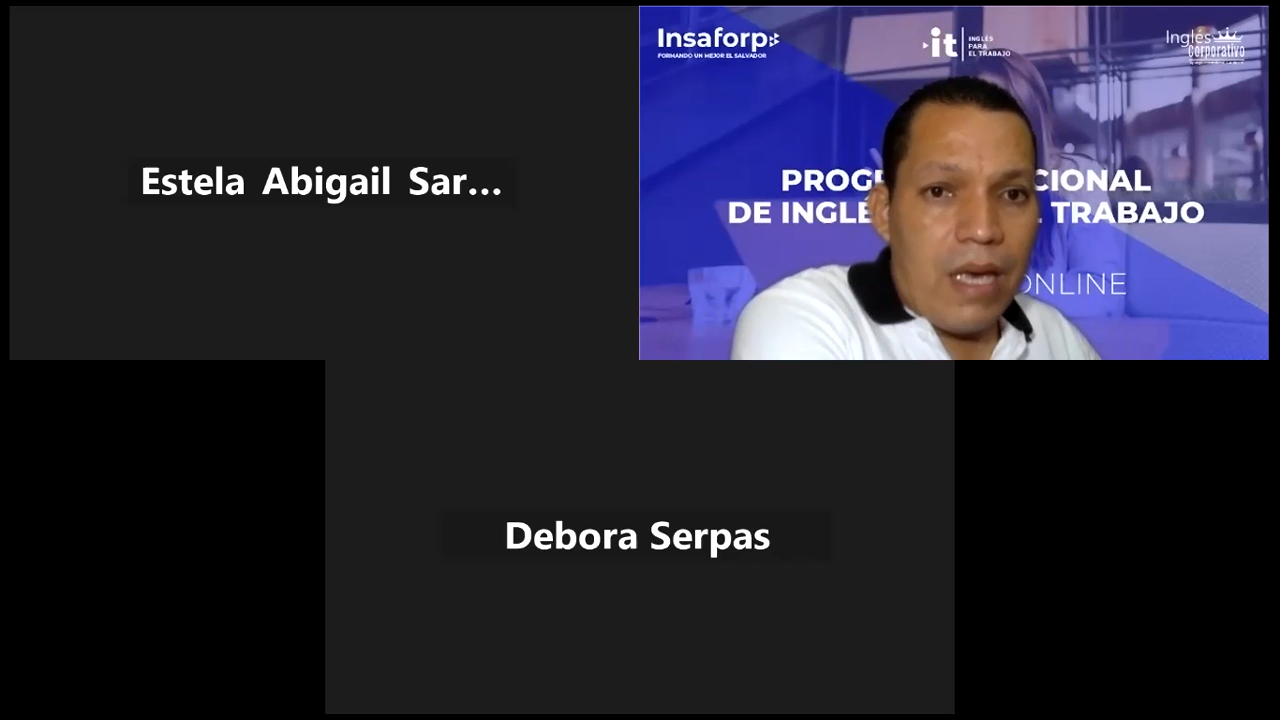 Estela Abigail Sar...
Insaforp
FORMANDO UN MEJOR EL SALVADOR
it
INGLÉS
PARA
EL TRABAJO
Inglés
Corporativo
PROG CIONAL
DE INGLÉ L TRABAJO
ONLINE
Debora Serpas